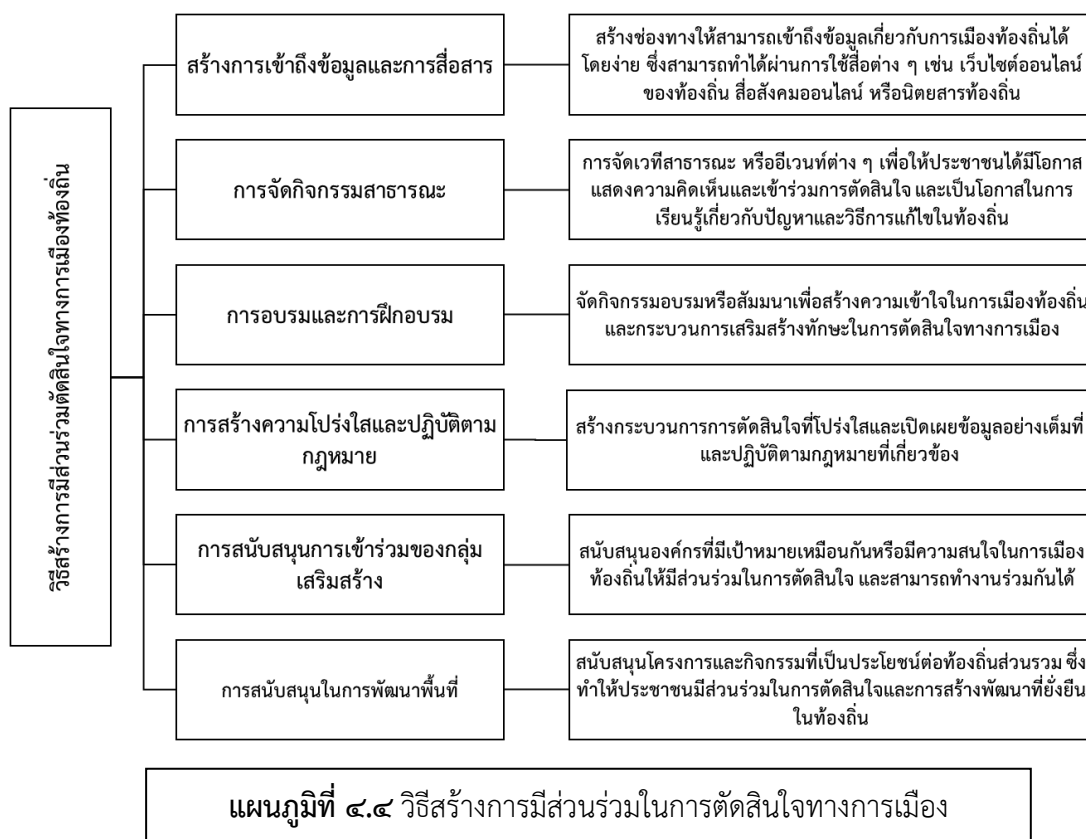 วิธีสร้างการมีส่วนร่วมตัดสินใจทางการเมืองท้องถิ่น
สร้างการเข้าถึงข้อมูลและการสื่อสาร
สร้างช่องทางให้สามารถเข้าถึงข้อมูลเกี่ยวกับการเมืองท้องถิ่นได้
โดยง่าย ซึ่งสามารถทำได้ผ่านการใช้สื่อต่าง ๆ เช่น เว็บไซต์ออนไลน์
ของท้องถิ่น สื่อสังคมออนไลน์ หรือนิตยสารท้องถิ่น
การจัดกิจกรรมสาธารณะ
การจัดเวทีสาธารณะ หรืออีเวนท์ต่าง ๆ เพื่อให้ประชาชนได้มีโอกาส
แสดงความคิดเห็นและเข้าร่วมการตัดสินใจ และเป็นโอกาสในการ
เรียนรู้เกี่ยวกับปัญหาและวิธีการแก้ไขในท้องถิ่น
การอบรมและการฝึกอบรม
จัดกิจกรรมอบรมหรือสัมมนาเพื่อสร้างความเข้าใจในการเมืองท้องถิ่น
และกระบวนการเสริมสร้างทักษะในการตัดสินใจทางการเมือง
การสร้างความโปร่งใสและปฏิบัติตาม
กฎหมาย
สร้างกระบวนการการตัดสินใจที่โปร่งใสและเปิดเผยข้อมูลอย่างเต็มที่
และปฏิบัติตามกฎหมายที่เกี่ยวข้อง
การสนับสนุนการเข้าร่วมของกลุ่ม
เสริมสร้าง
สนับสนุนองค์กรที่มีเป้าหมายเหมือนกันหรือมีความสนใจในการเมือง
ท้องถิ่นให้มีส่วนร่วมในการตัดสินใจ และสามารถทำงานร่วมกันได้
การสนับสนุนในการพัฒนาพื้นที่
สนับสนุนโครงการและกิจกรรมที่เป็นประโยชน์ต่อท้องถิ่นส่วนรวม ซึ่ง
ทำให้ประชาชนมีส่วนร่วมในการตัดสินใจและการสร้างพัฒนาที่ยั่งยืน
ในท้องถิ่น
แผนภูมิที่ ๔.๔ วิธีสร้างการมีส่วนร่วมในการตัดสินใจทางการเมือง